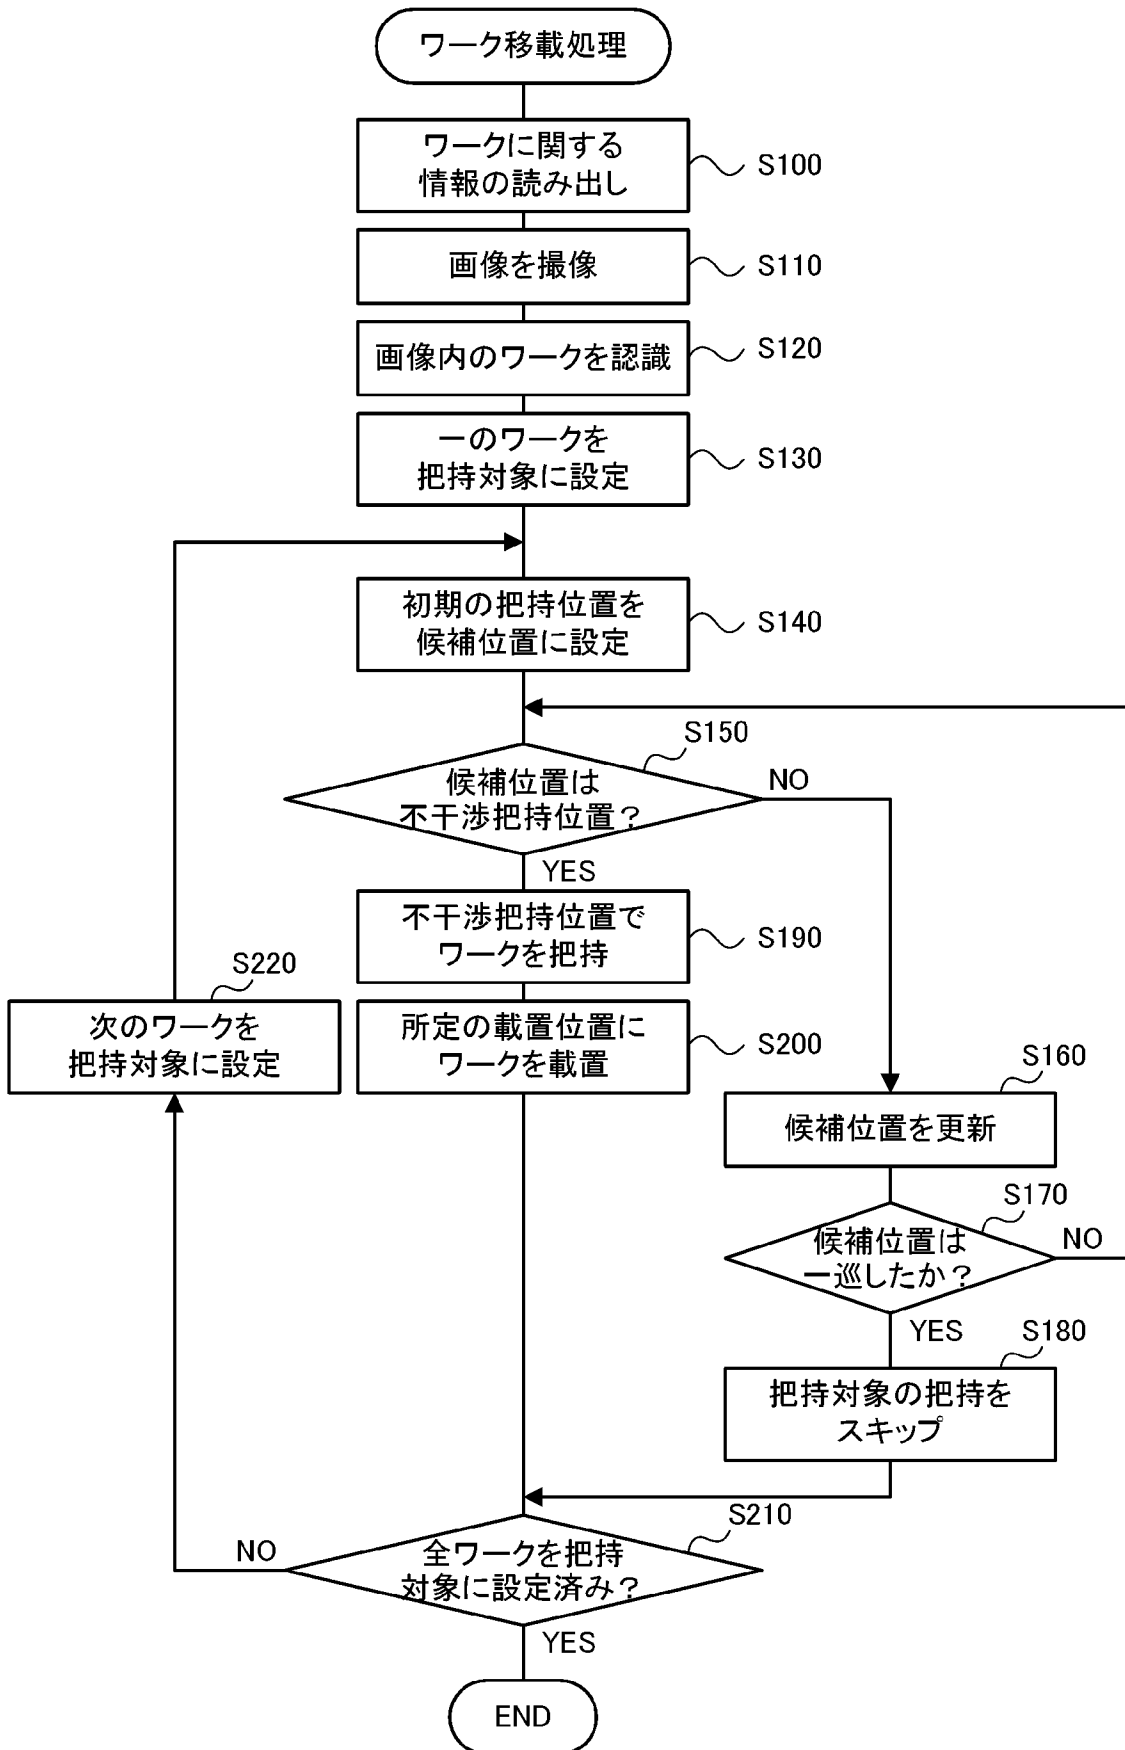 ワーク移載処理
ワークに関する
情報の読み出し
S100
画像を撮像
S110
画像内のワークを認識
S120
一のワークを
把持対象に設定
S130
初期の把持位置を
候補位置に設定
S140
S150
候補位置は
不干渉把持位置?
NO
YES
不干渉把持位置で
ワークを把持
S190
S220
次のワークを
把持対象に設定
所定の載置位置に
ワークを載置
S200
S160
候補位置を更新
S170
候補位置は
一巡したか?
NO
YES
S180
把持対象の把持を
スキップ
S210
全ワークを把持
対象に設定済み?
NO
YES
END